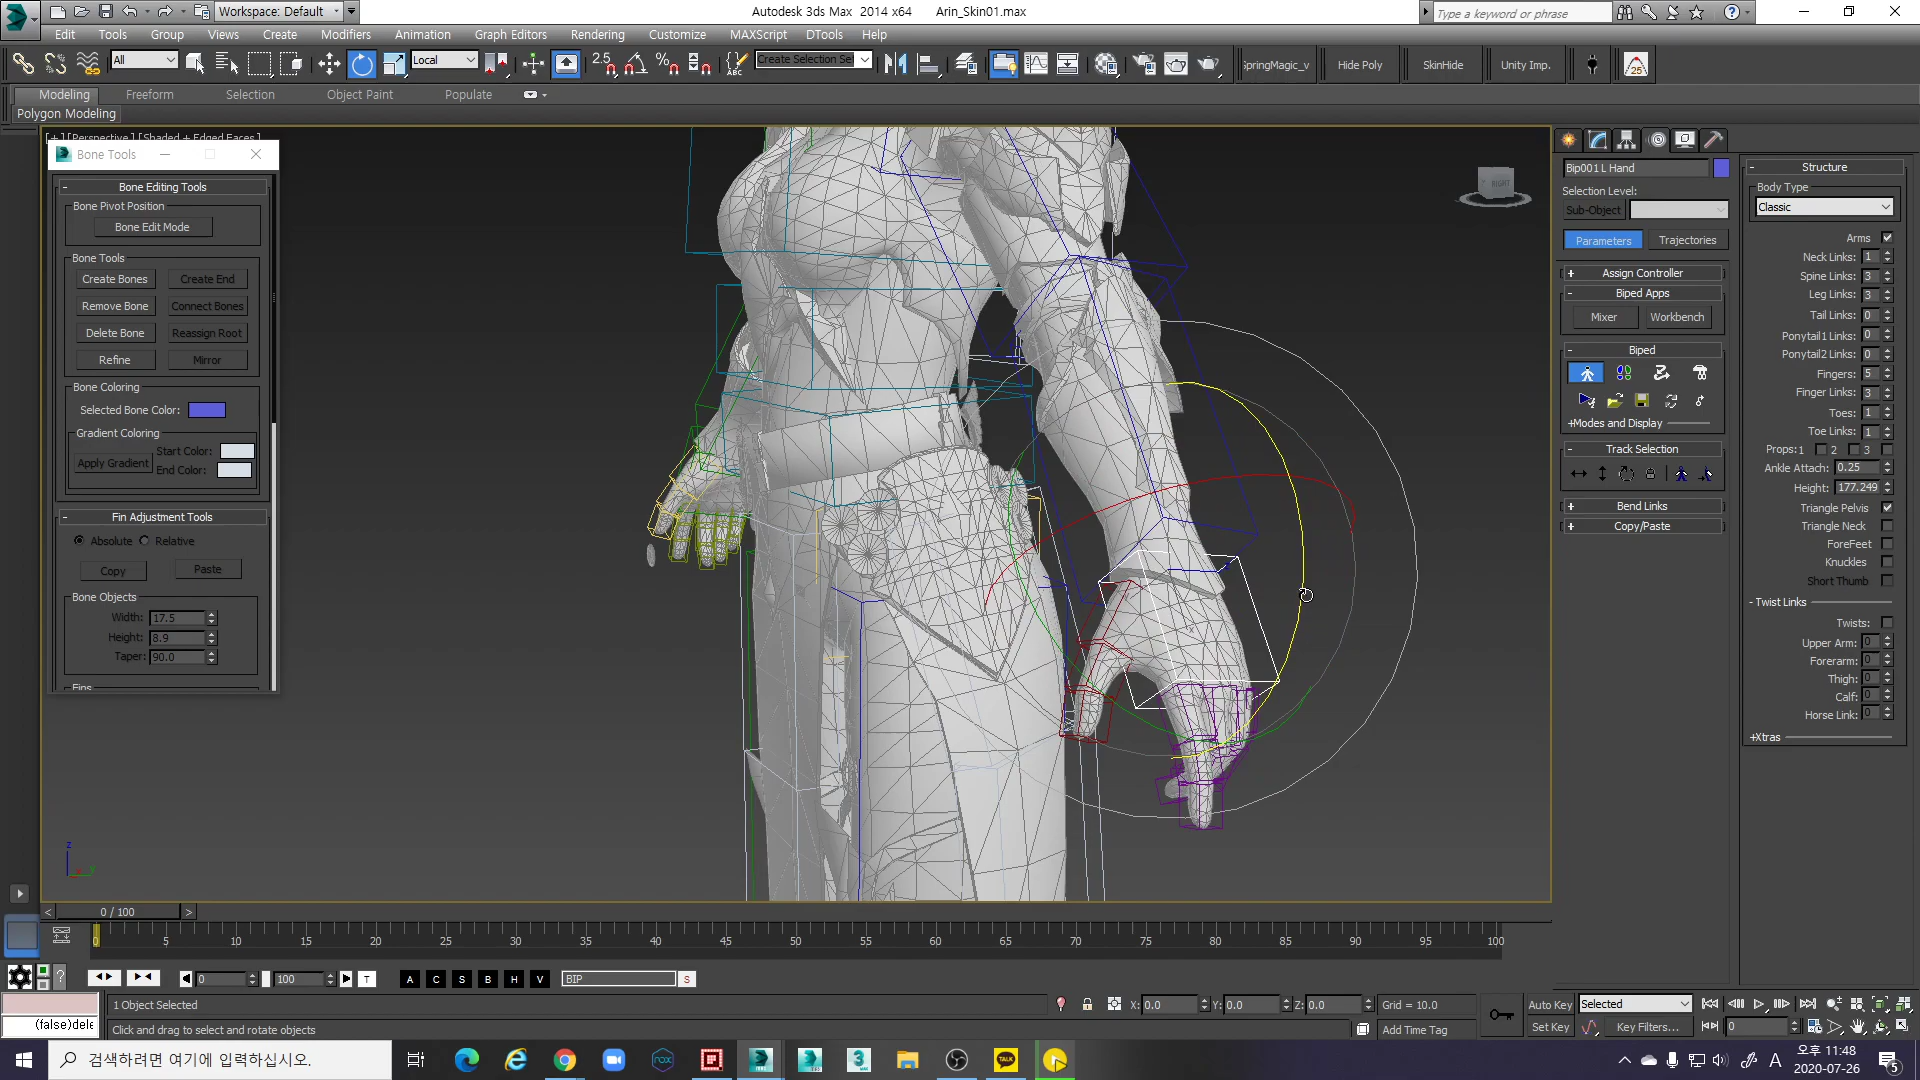 Workspace: Default
Autodesk 3ds Max 2014 x64 Arin_Skin01.max
Type a keyword or phrase
Edit Tools Group Views Create Modifiers Animation Graph Editors Rendering Customize MAXScript DTools Help
All
Local
2.5
Create Selection Set
SpringMagic_v
Hide Poly
SkinHide
Unity Imp.
25
Modeling Freeform Selection Object Paint Populate
Polygon Modeling
[+] [Perspective] [Shaded + Edged Faces]
Bone Tools
Bone Editing Tools
Bone Pivot Position
Bone Edit Mode
Bone Tools
Create Bones Create End
Remove Bone Connect Bones
Delete Bone Reassign Root
Refine Mirror
Bone Coloring
Selected Bone Color:
Gradient Coloring
Start Color:
Apply Gradient
End Color:
Fin Adjustment Tools
Absolute Relative
Copy Paste
Bone Objects
Width: 17.5
Height: 8.9
Taper: 90.0
Fins
RIGHT
Bip001 L Hand
Selection Level:
Sub-Object
Parameters Trajectories
+ Assign Controller
- Biped Apps
Mixer Workbench
- Biped
+Modes and Display
- Track Selection
+ Bend Links
+ Copy/Paste
- Structure
Body Type
Classic
Arms
Neck Links: 1
Spine Links: 3
Leg Links: 3
Tail Links: 0
Ponytail1 Links: 0
Ponytail2 Links: 0
Fingers: 5
Finger Links: 3
Toes: 1
Toe Links: 1
Props:1 2 3
Ankle Attach: 0.25
Height: 177.249
Triangle Pelvis
Triangle Neck
ForeFeet
Knuckles
Short Thumb
- Twist Links
Twists:
Upper Arm: 0
Forearm: 0
Thigh: 0
Calf: 0
Horse Link: 0
+Xtras
z
< 0 / 100 >
0 5 10 15 20 25 30 35 40 45 50 55 60 65 70 75 80 85 90 95 100
0 100 T A C S B H V BIP S
1 Object Selected
X: 0.0 Y: 0.0 Z: 0.0 Grid = 10.0
Auto Key Selected
(false)dele
Click and drag to select and rotate objects
Add Time Tag
Set Key Key Filters... 0
검색하려면 여기에 입력하십시오.
TALK
A
오후 11:48
2020-07-26
5